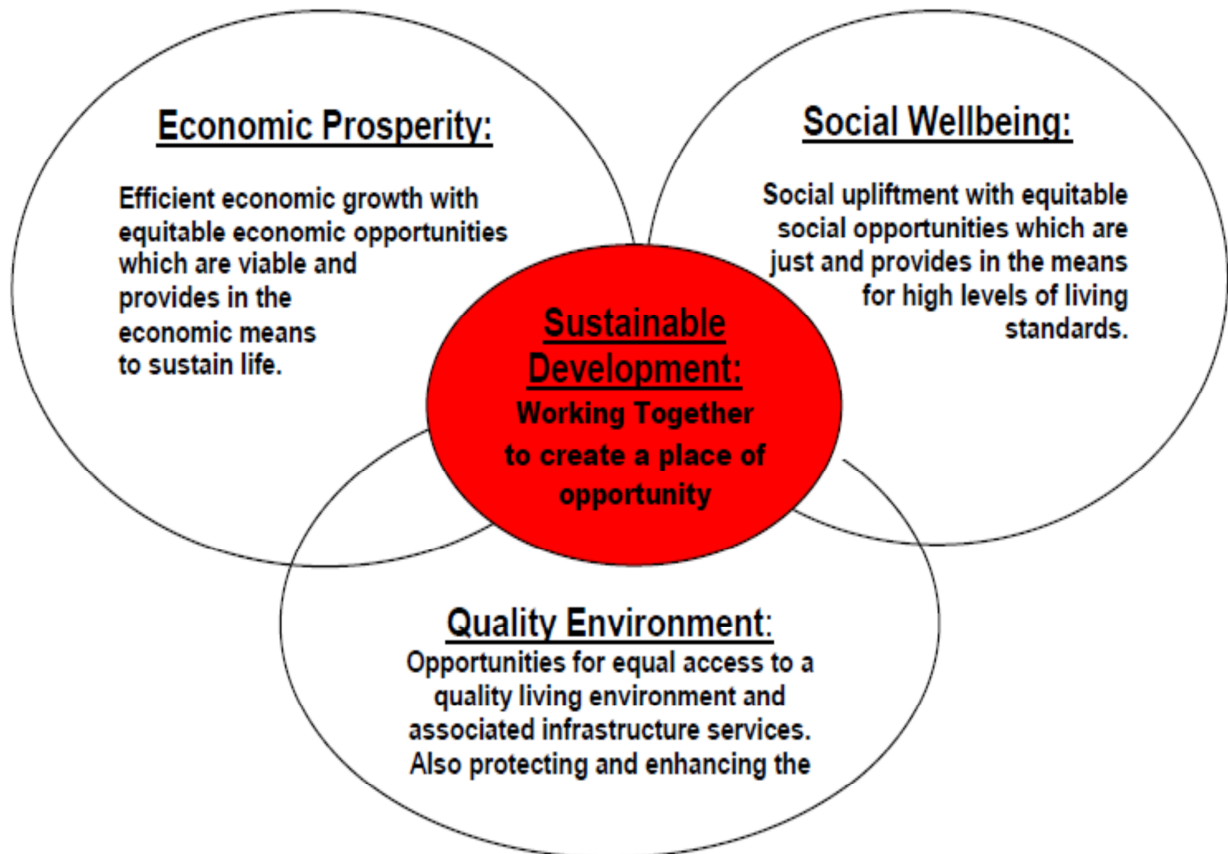 Economic Prosperity:
Efficient economic growth with
equitable economic opportunities
which are viable and
provides in the
economic means
to sustain life.
Social Wellbeing:
Social upliftment with equitable
social opportunities which are
just and provides in the means
for high levels of living
standards.
Sustainable
Development:
Working Together
to create a place of
opportunity
Quality Environment:
Opportunities for equal access to a
quality living environment and
associated infrastructure services.
Also protecting and enhancing the